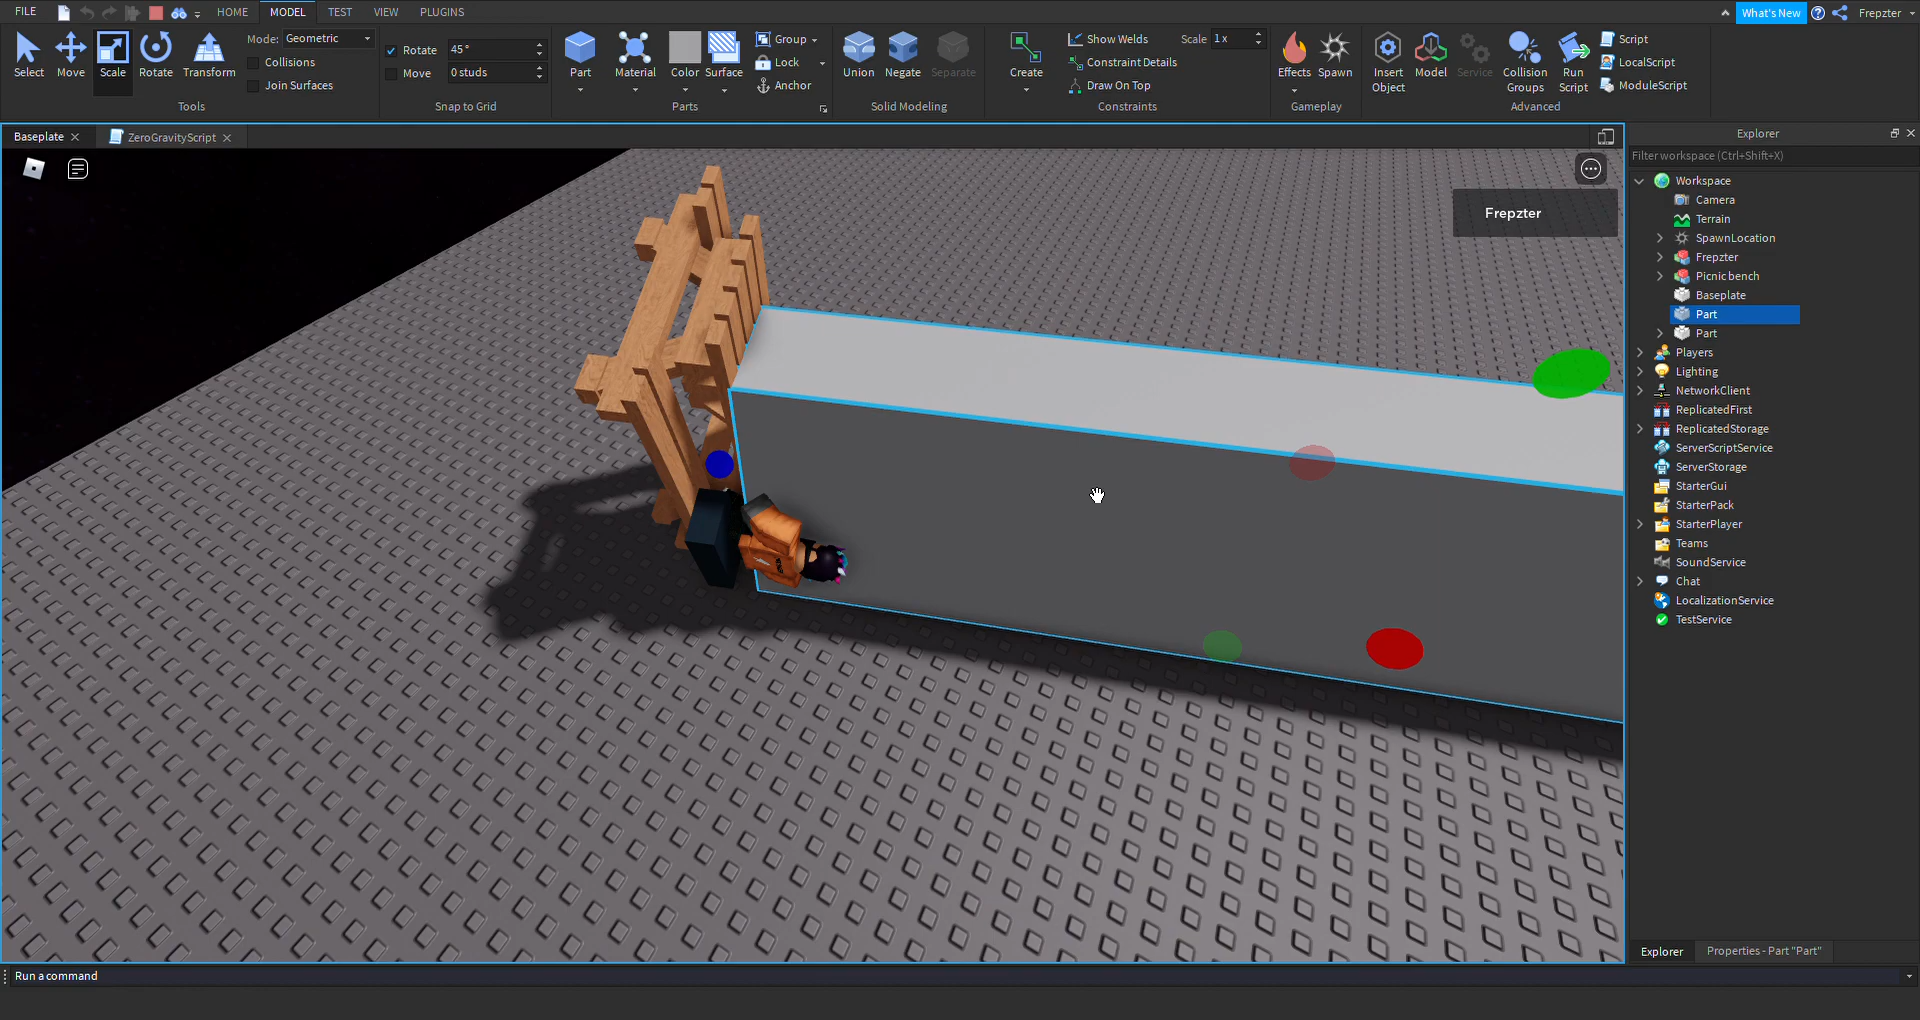 FILE HOME MODEL TEST VIEW PLUGINS What's New Frepzter
Select Move Scale Rotate Transform
Tools
Mode: Geometric
Collisions
Join Surfaces
Rotate 45°
Move 0 studs
Snap to Grid
Part Material Color Surface
Group
Lock
Anchor
Parts
Union Negate Separate
Solid Modeling
Create
Show Welds Scale 1x
Constraint Details
Draw On Top
Constraints
Effects Spawn
Gameplay
Insert Object
Model
Service
Collision Groups
Run Script
Script
LocalScript
ModuleScript
Advanced
Baseplate ZeroGravityScript
Frepzter
Explorer
Filter workspace (Ctrl+Shift+X)
Workspace
Camera
Terrain
SpawnLocation
Frepzter
Picnic bench
Baseplate
Part
Part
Players
Lighting
NetworkClient
ReplicatedFirst
ReplicatedStorage
ServerScriptService
ServerStorage
StarterGui
StarterPack
StarterPlayer
Teams
SoundService
Chat
LocalizationService
TestService
Explorer Properties - Part "Part"
Run a command